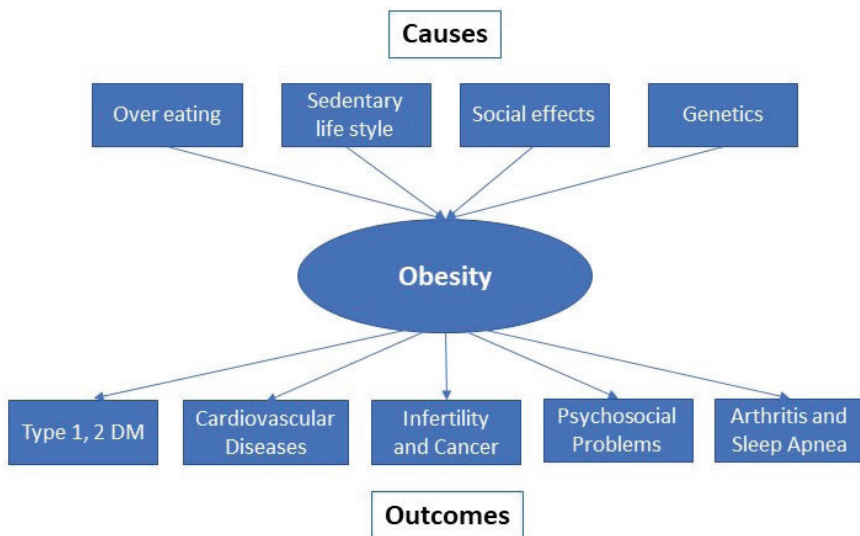 Causes
Over eating
Sedentary
life style
Social effects
Genetics
Obesity
Type 1, 2 DM
Cardiovascular
Diseases
Infertility
and Cancer
Psychosocial
Problems
Arthritis and
Sleep Apnea
Outcomes